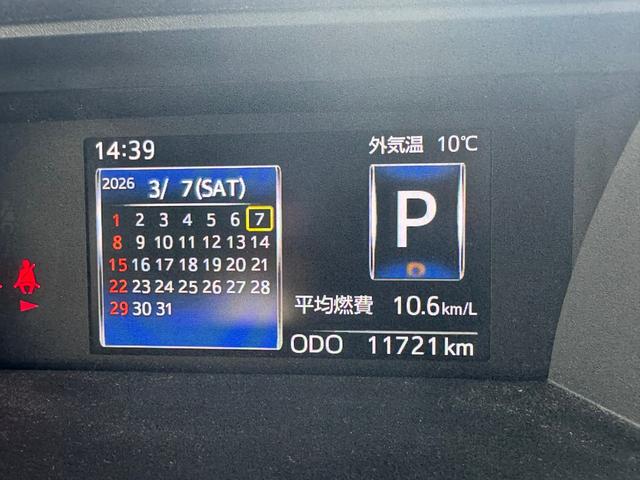 14:39
外気温 10℃
2026 3/ 7(SAT)
P
1 2 3 4 5 6 7
8 9 10 11 12 13 14
15 16 17 18 19 20 21
22 23 24 25 26 27 28
29 30 31
平均燃費 10.6km/L
ODO 11721km